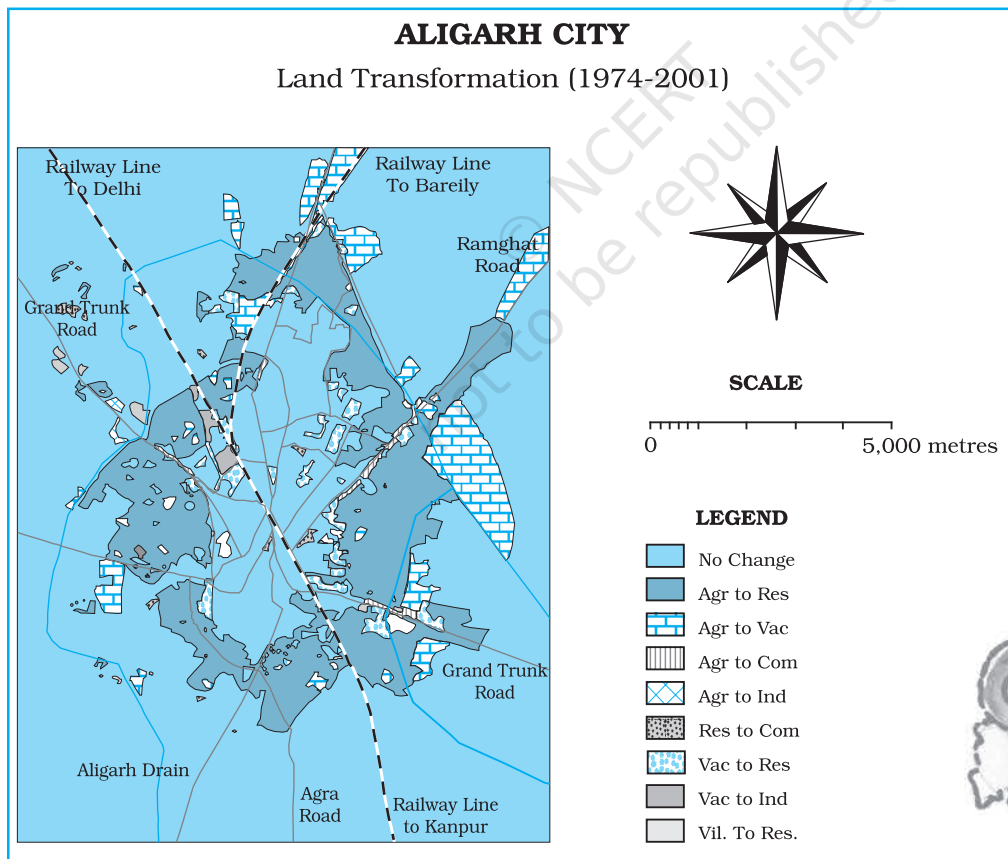 ALIGARH CITY
Land Transformation (1974-2001)
© NCERT
not to be republished
Railway Line
To Delhi
Railway Line
To Bareily
Ramghat
Road
Grand Trunk
Road
Grand Trunk
Road
Aligarh Drain
Agra
Road
Railway Line
to Kanpur
SCALE
0 5,000 metres
LEGEND
No Change
Agr to Res
Agr to Vac
Agr to Com
Agr to Ind
Res to Com
Vac to Res
Vac to Ind
Vil. To Res.